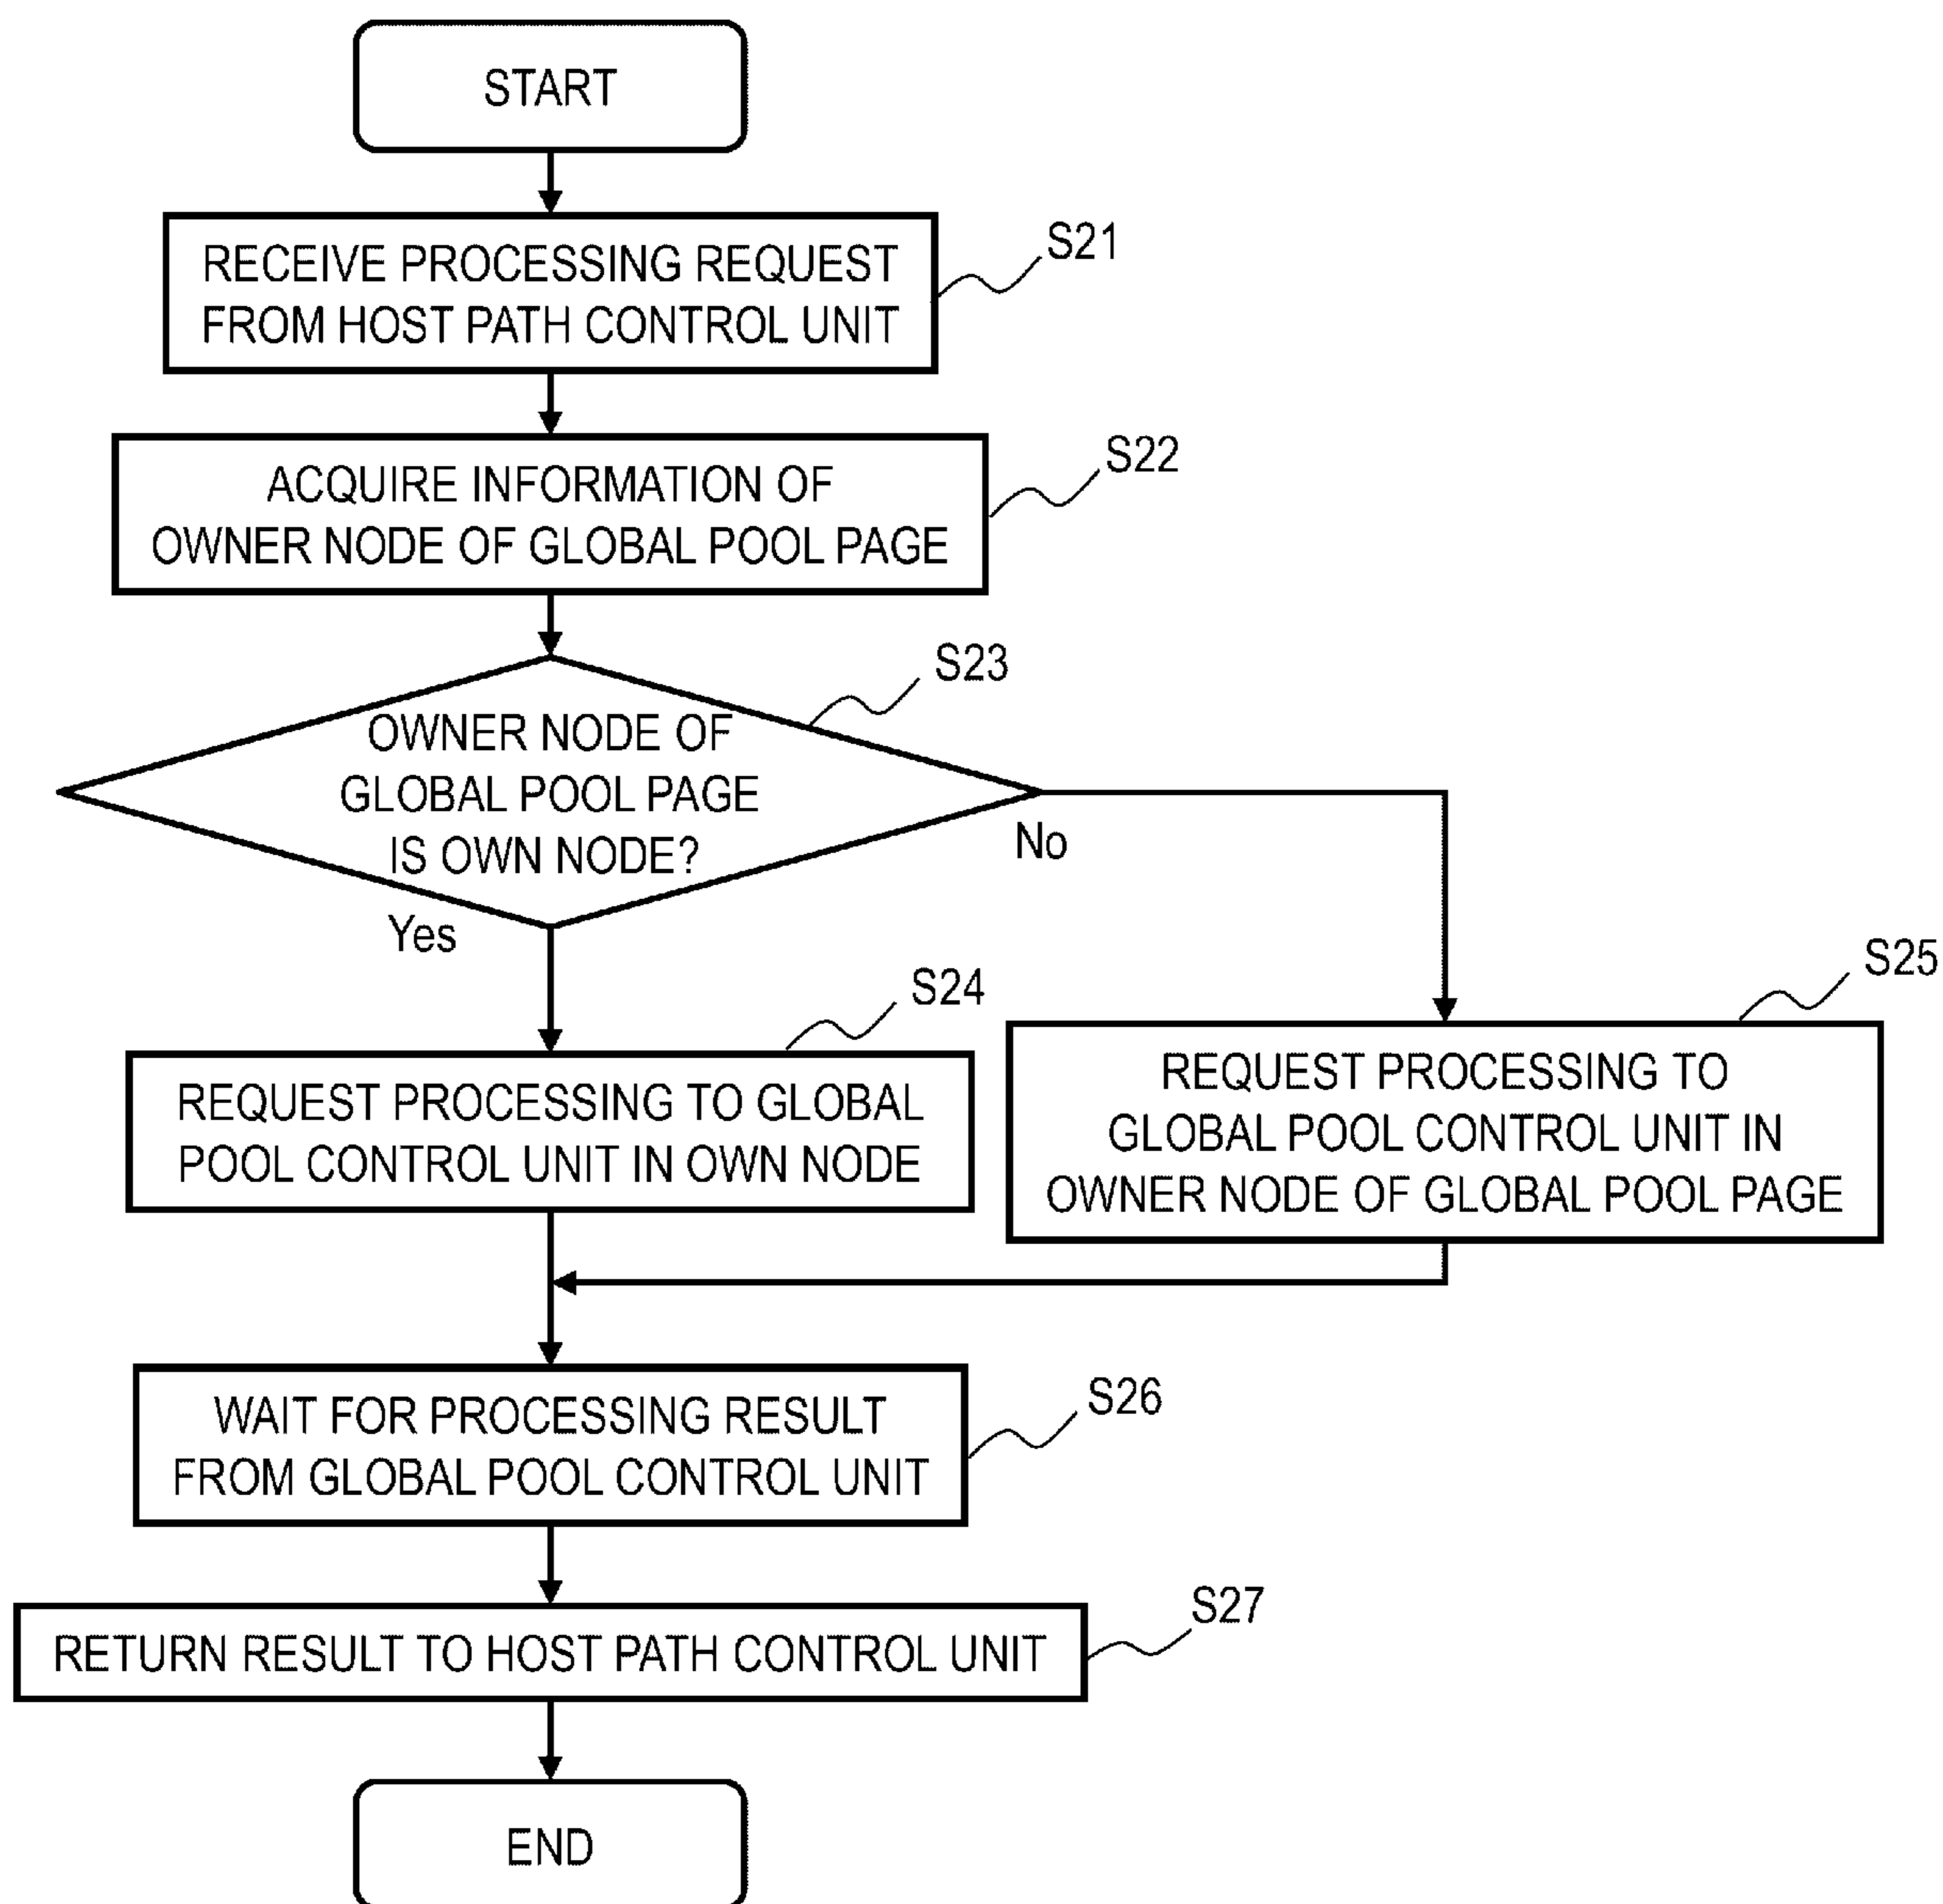 START
RECEIVE PROCESSING REQUEST
FROM HOST PATH CONTROL UNIT
S21
ACQUIRE INFORMATION OF
OWNER NODE OF GLOBAL POOL PAGE
S22
OWNER NODE OF
GLOBAL POOL PAGE
IS OWN NODE?
S23
No
Yes
REQUEST PROCESSING TO GLOBAL
POOL CONTROL UNIT IN OWN NODE
S24
REQUEST PROCESSING TO
GLOBAL POOL CONTROL UNIT IN
OWNER NODE OF GLOBAL POOL PAGE
S25
WAIT FOR PROCESSING RESULT
FROM GLOBAL POOL CONTROL UNIT
S26
RETURN RESULT TO HOST PATH CONTROL UNIT
S27
END